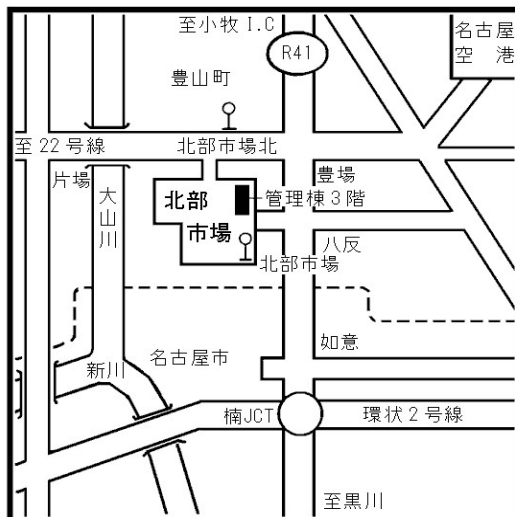 至小牧I.C
名古屋
空 港
R41
豊山町
至22号線
北部市場北
片場
豊場
大山川
北部
市場
管理棟3階
八反
北部市場
如意
名古屋市
新川
楠JCT
環状2号線
至黒川